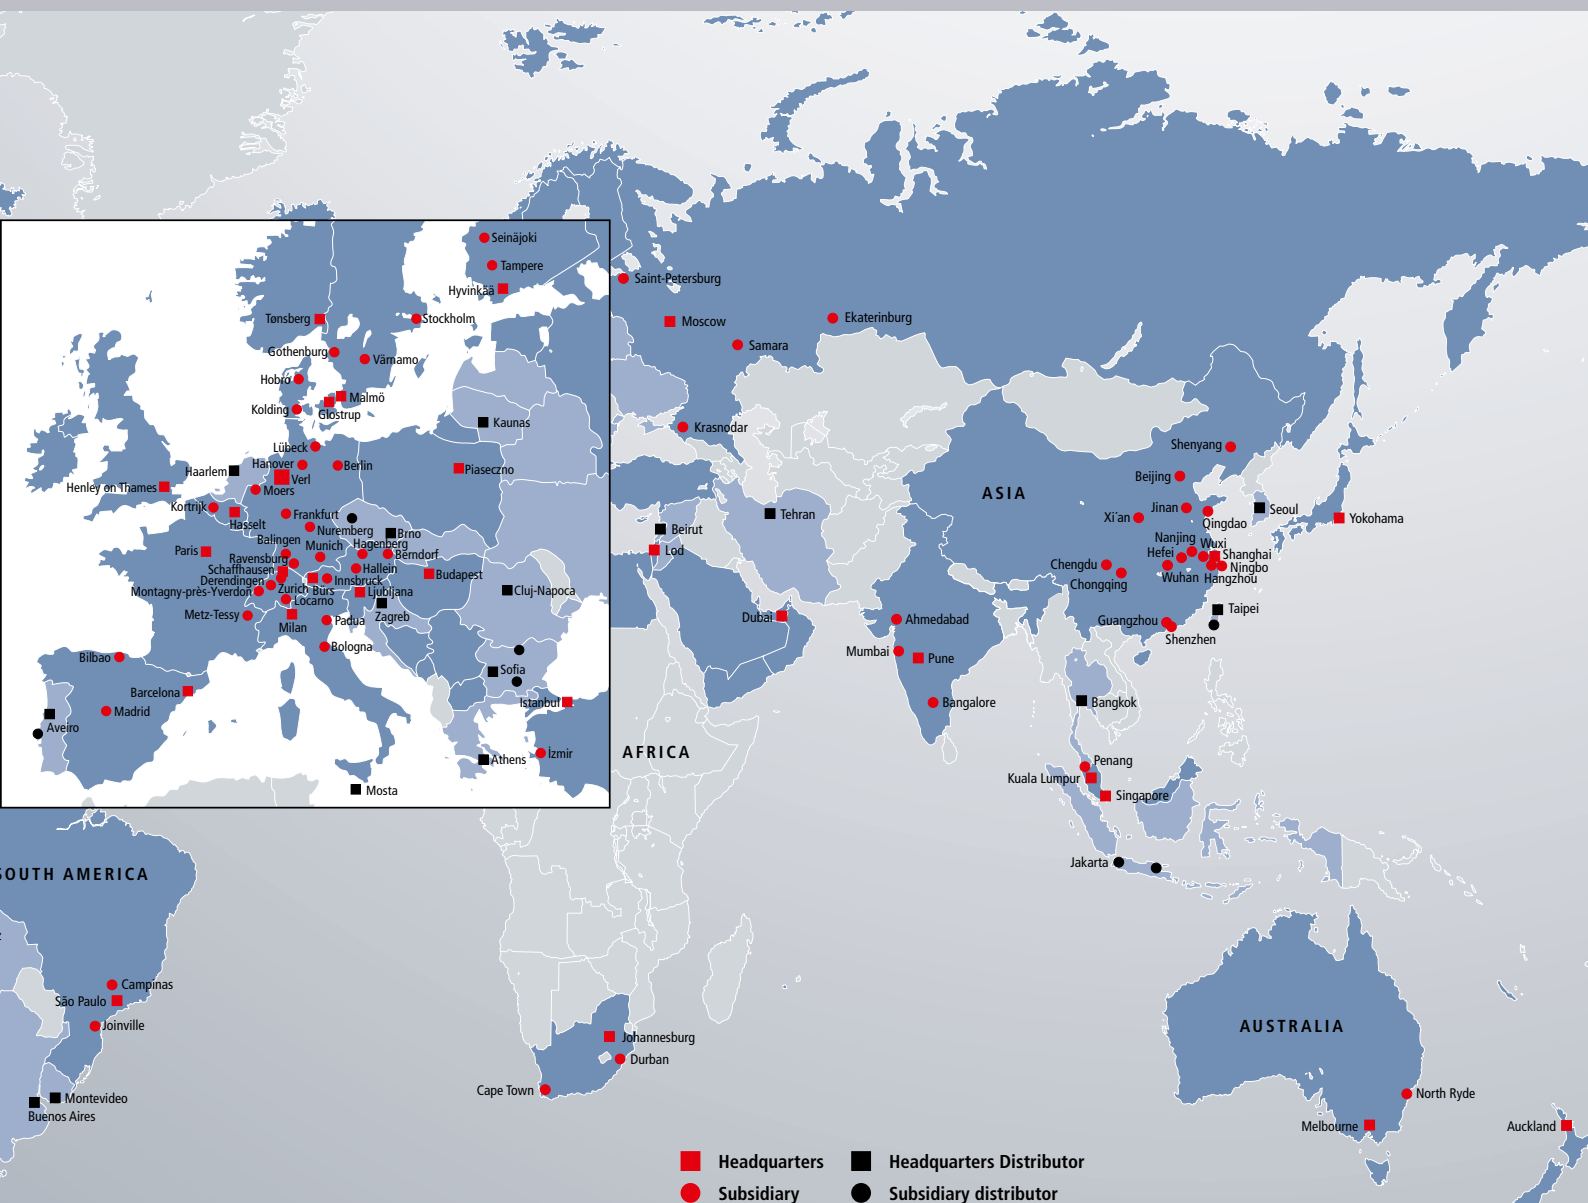 Seinäjoki
Tampere
Hyvinkää
Saint-Petersburg
Tønsberg
Stockholm
Moscow
Ekaterinburg
Samara
Gothenburg
Värnamo
Hobro
Malmö
Kolding
Glostrup
Kaunas
Krasnodar
Lübeck
Hanover
Berlin
Piaseczno
Haarlem
Verl
Henley on Thames
Moers
Kortrijk
Hasselt
Frankfurt
Nuremberg
Brno
Balingen
Munich
Hagenberg
Paris
Ravensburg
Berndorf
Schaffhausen
Hallein
Derendingen
Innsbruck
Budapest
Montagny-près-Yverdon
Zurich
Bürs
Ljubljana
Cluj-Napoca
Locarno
Metz-Tessy
Milan
Padua
Zagreb
Bologna
Bilbao
Sofia
Barcelona
Istanbul
Madrid
Aveiro
Athens
İzmir
Mosta
ASIA
Shenyang
Beijing
Tehran
Beirut
Lod
Xi´an
Jinan
Qingdao
Seoul
Yokohama
Nanjing
Wuxi
Hefei
Shanghai
Chengdu
Ningbo
Chongqing
Wuhan
Hangzhou
Dubai
Ahmedabad
Taipei
Guangzhou
Shenzhen
Mumbai
Pune
Bangalore
Bangkok
AFRICA
Penang
Kuala Lumpur
Singapore
Jakarta
SOUTH AMERICA
Campinas
São Paulo
Joinville
Montevideo
Buenos Aires
Johannesburg
Durban
Cape Town
AUSTRALIA
North Ryde
Melbourne
Auckland
Headquarters
Headquarters Distributor
Subsidiary
Subsidiary distributor